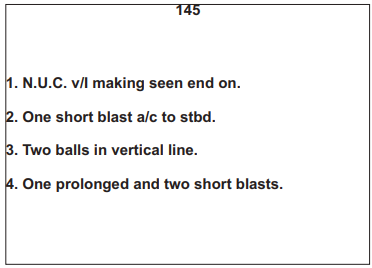 145
1. N.U.C. v/l making seen end on.
2. One short blast a/c to stbd.
3. Two balls in vertical line.
4. One prolonged and two short blasts.